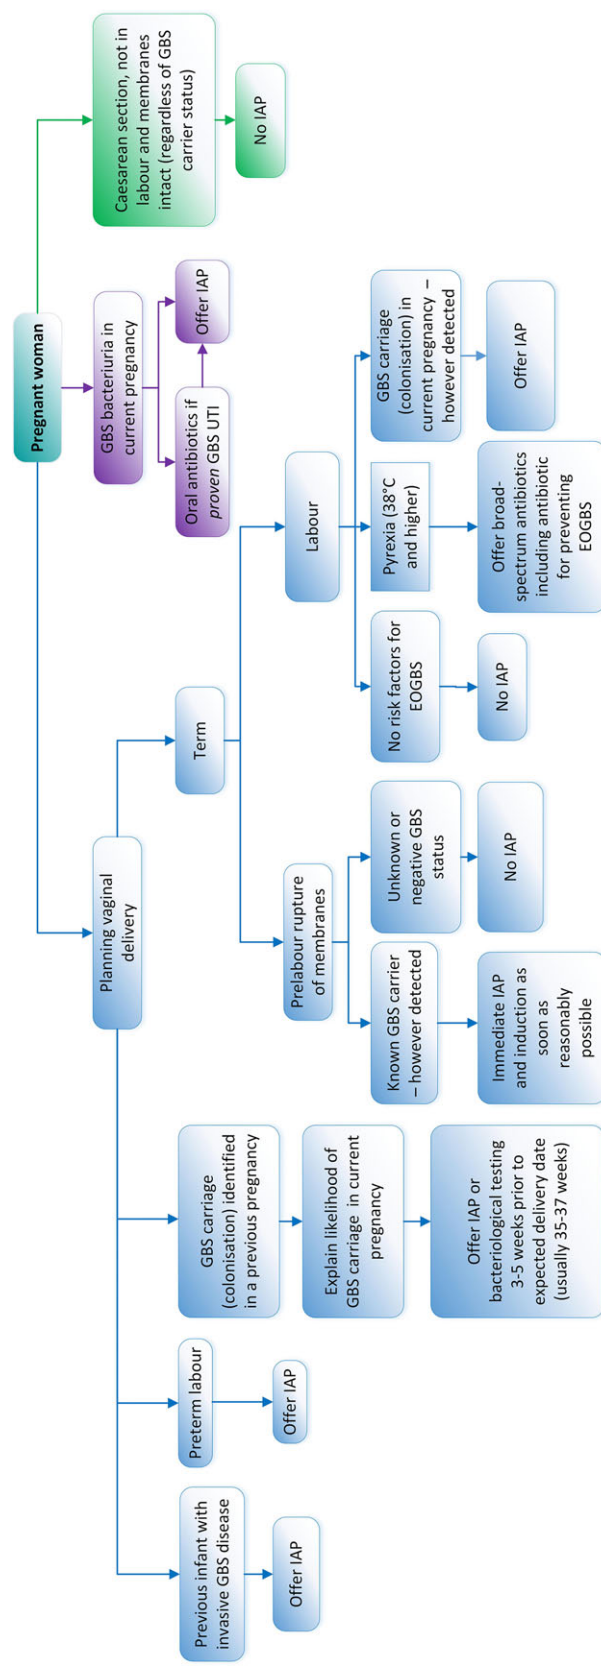 Pregnant woman
Planning vaginal
delivery
GBS bacteriuria in
current pregnancy
Caesarean section, not in
labour and membranes
intact (regardless of GBS
carrier status)
Previous infant with
invasive GBS disease
Preterm labour
GBS carriage
(colonisation) identified
in a previous pregnancy
Term
Oral antibiotics if
proven GBS UTI
Offer IAP
No IAP
Offer IAP
Offer IAP
Explain likelihood of
GBS carriage in current
pregnancy
Prelabour rupture
of membranes
Labour
Known GBS carrier
– however detected
Unknown or
negative GBS
status
No risk factors for
EOGBS
Pyrexia (38°C
and higher)
GBS carriage
(colonisation) in
current pregnancy –
however detected
Offer IAP or
bacteriological testing
3-5 weeks prior to
expected delivery date
(usually 35-37 weeks)
Immediate IAP
and induction as
soon as
reasonably
possible
No IAP
No IAP
Offer broad-
spectrum antibiotics
including antibiotic
for preventing
EOGBS
Offer IAP